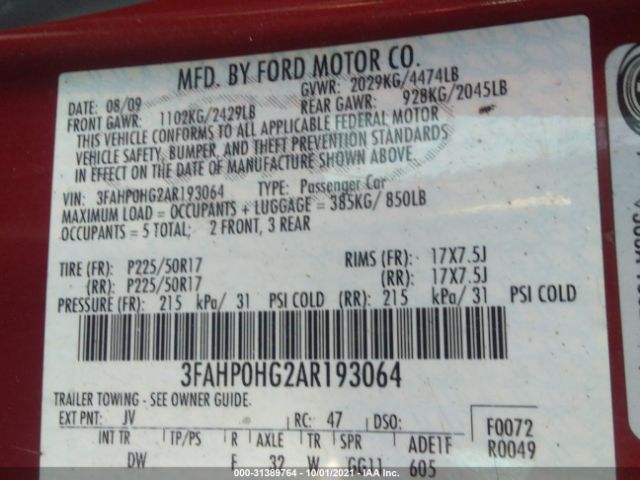 MFD. BY FORD MOTOR CO.
DATE: 08/09 GVWR: 2029KG/4474LB
FRONT GAWR: 1102KG/2429LB REAR GAWR: 928KG/2045LB
THIS VEHICLE CONFORMS TO ALL APPLICABLE FEDERAL MOTOR
VEHICLE SAFETY, BUMPER, AND THEFT PREVENTION STANDARDS
IN EFFECT ON THE DATE OF MANUFACTURE SHOWN ABOVE.
VIN: 3FAHP0HG2AR193064 TYPE: Passenger Car
MAXIMUM LOAD = OCCUPANTS + LUGGAGE = 385KG/ 850LB
OCCUPANTS = 5 TOTAL; 2 FRONT, 3 REAR
TIRE (FR): P225/50R17 RIMS (FR): 17X7.5J
(RR): P225/50R17 (RR): 17X7.5J
PRESSURE (FR): 215 kPa/ 31 PSI COLD (RR): 215 kPa/ 31 PSI COLD
3FAHP0HG2AR193064
TRAILER TOWING - SEE OWNER GUIDE.
EXT PNT: JV RC: 47 DSO: F0072
INT TR TP/PS R AXLE TR SPR ADE1F R0049
DW F 32 W GG11 605
000-31389764 - 10/01/2021 - IAA Inc.